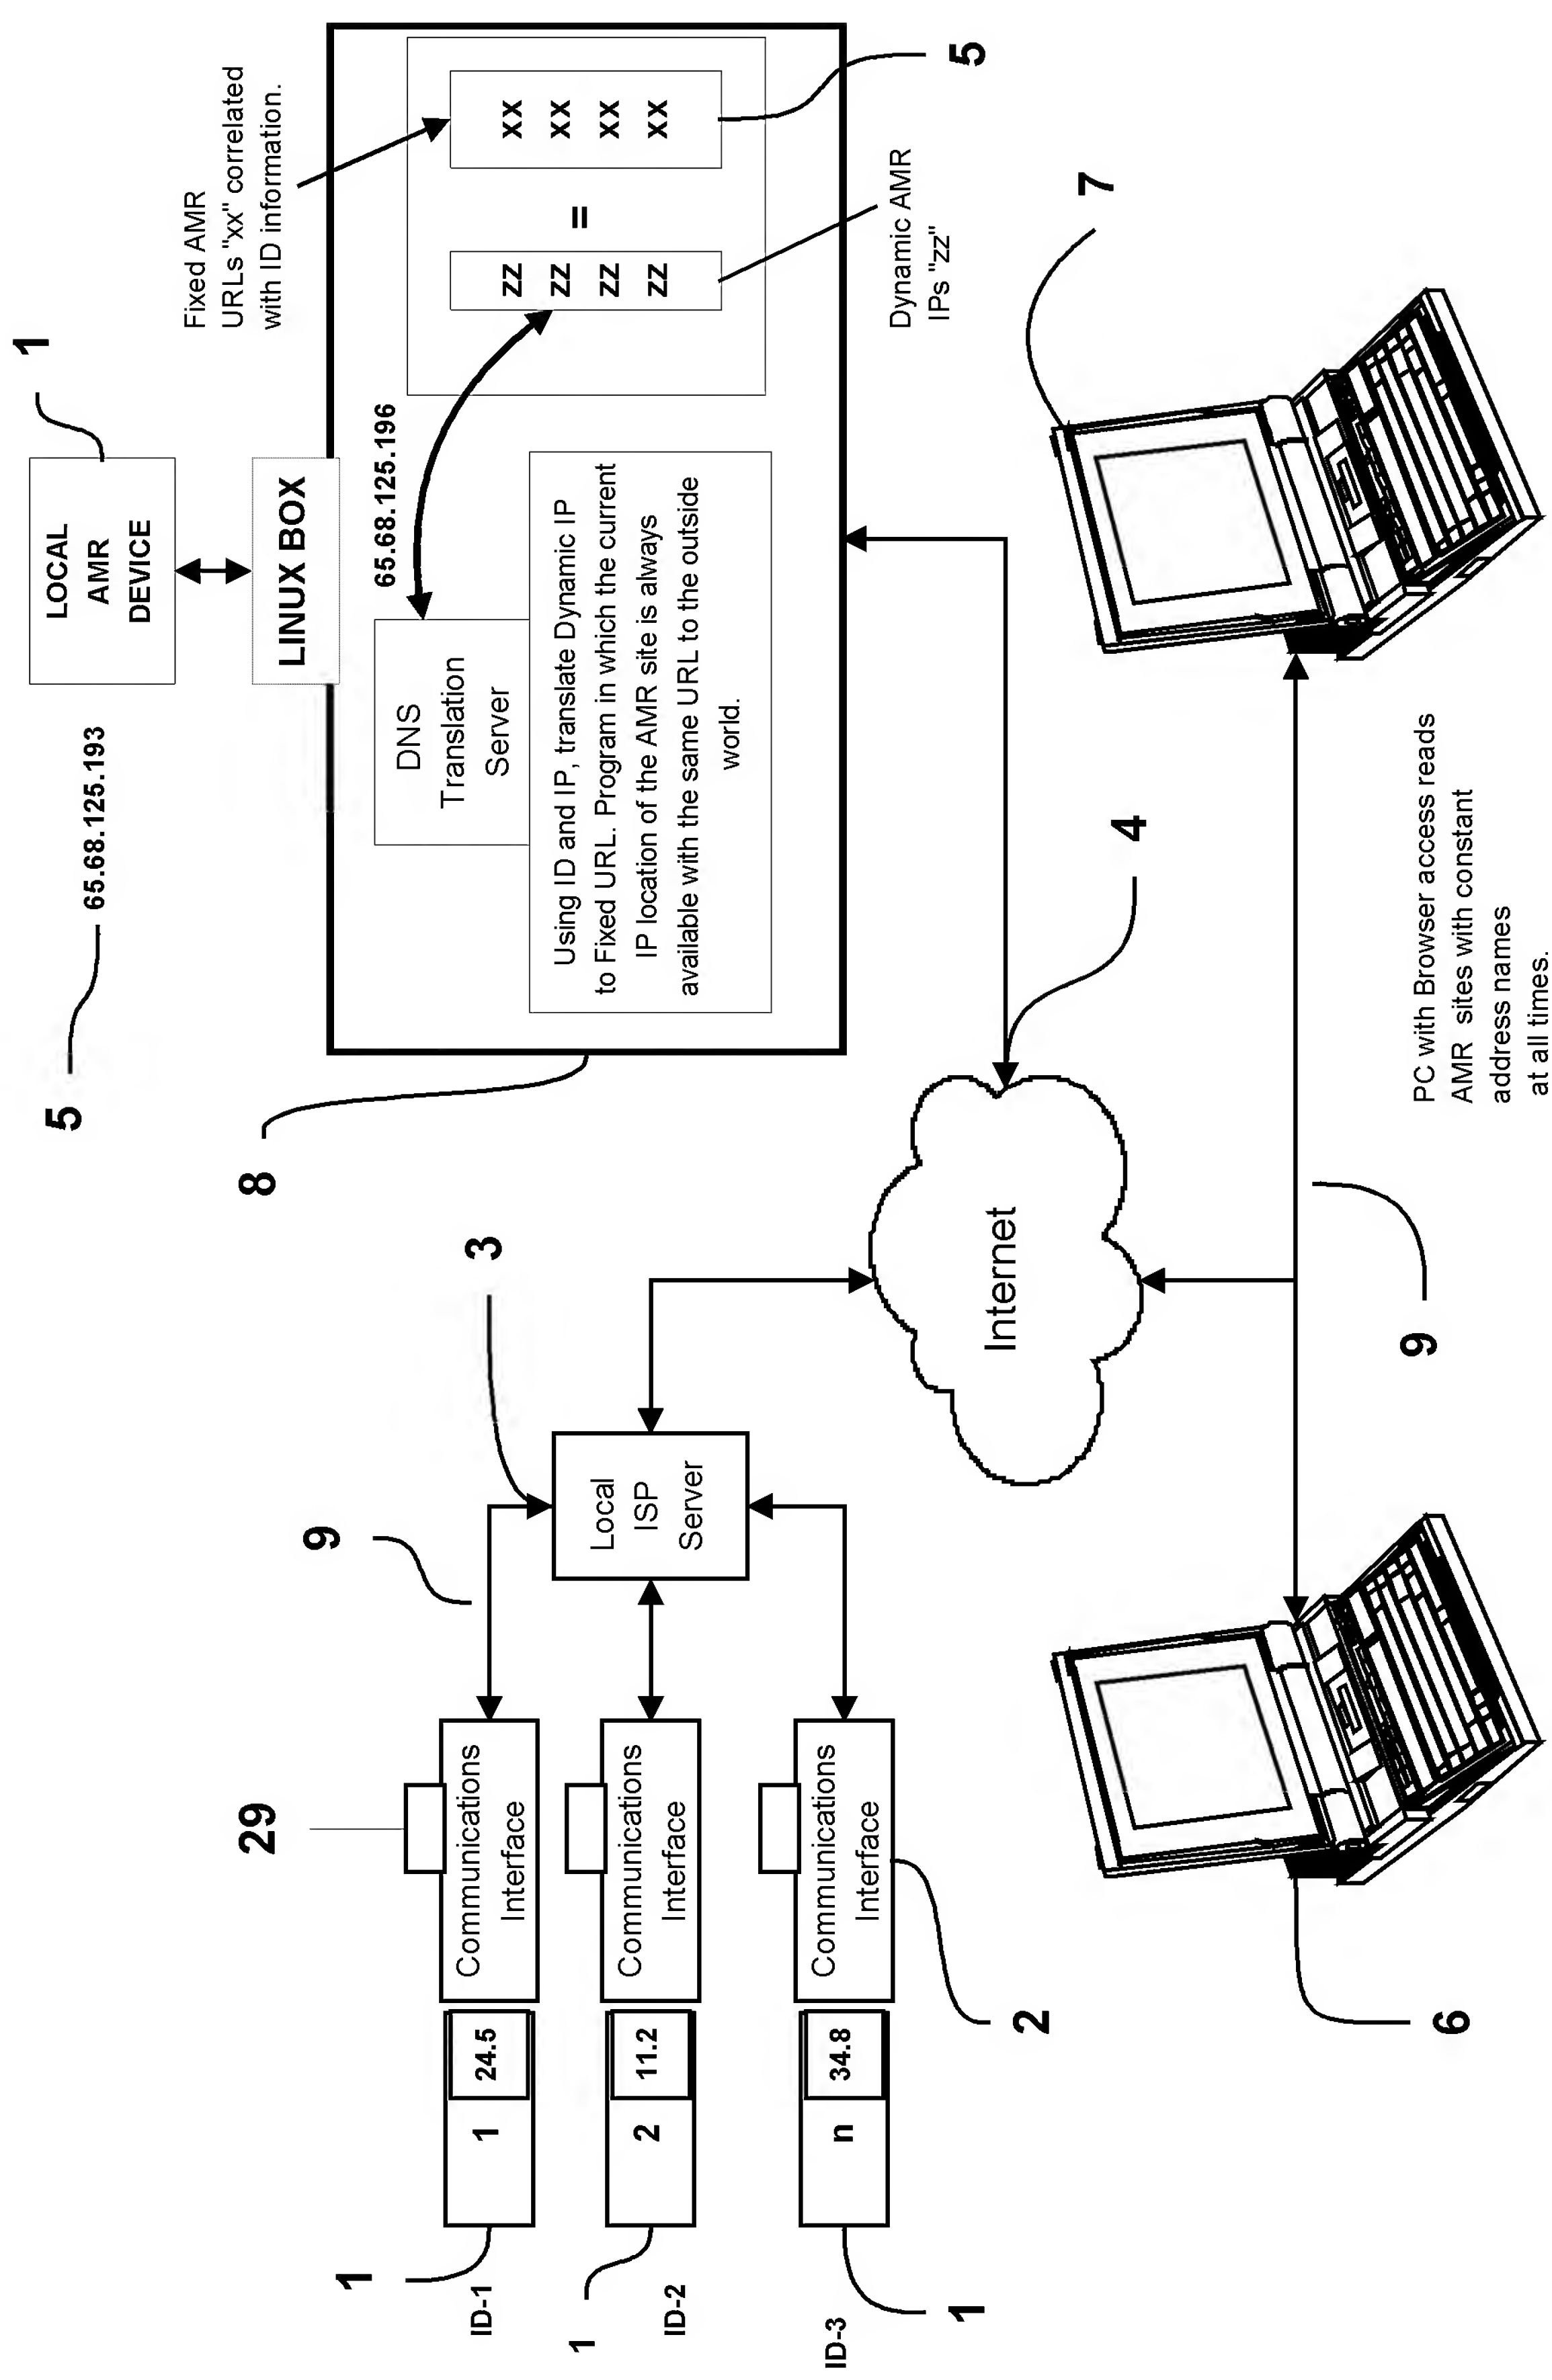 1
LOCAL
AMR
DEVICE
5
65.68.125.193
LINUX BOX
Fixed AMR
URLs "xx" correlated
with ID information.
65.68.125.196
DNS
Translation
Server
Using ID and IP, translate Dynamic IP
to Fixed URL. Program in which the current
IP location of the AMR site is always
available with the same URL to the outside
world.
zz
zz
zz
zz
=
xx
xx
xx
xx
5
Dynamic AMR
IPs "zz"
8
29
9
3
4
7
1
ID-1
1
24.5
Communications
Interface
1
ID-2
2
11.2
Communications
Interface
ID-3
1
n
34.8
Communications
Interface
2
Local
ISP
Server
Internet
6
9
PC with Browser access reads
AMR sites with constant
address names
at all times.